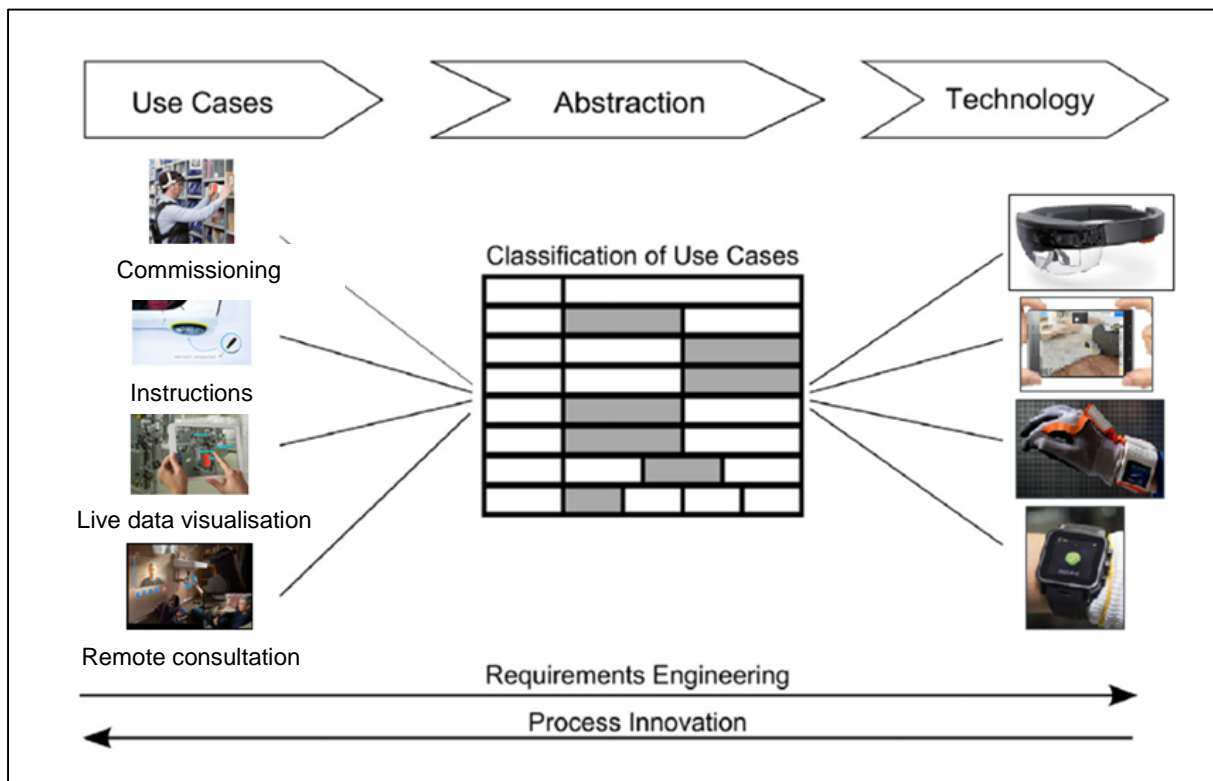 Use Cases
Abstraction
Technology
Commissioning
Instructions
Live data visualisation
Remote consultation
Classification of Use Cases
Requirements Engineering
Process Innovation